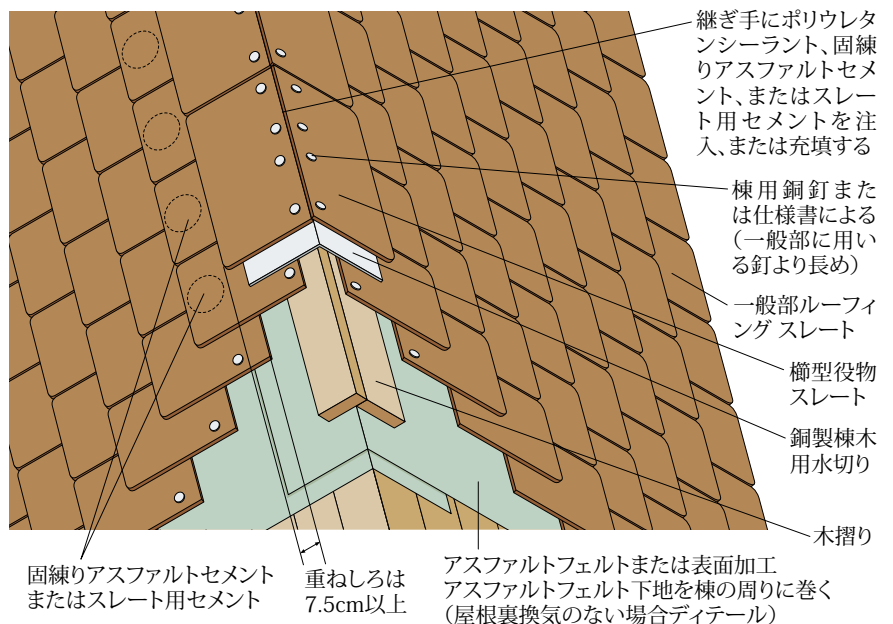 継ぎ手にポリウレタ
ンシーラント、固練
りアスファルトセメ
ント、またはスレー
ト用セメントを注
入、または充填する
棟用銅釘また
は仕様書による
（一般部に用い
る釘より長め）
一般部ルーフィ
ング スレート
櫛型役物
スレート
銅製棟木
用水切り
木摺り
固練りアスファルトセメント
またはスレート用セメント
重ねしろは
7.5cm以上
アスファルトフェルトまたは表面加工
アスファルトフェルト下地を棟の周りに巻く
（屋根裏換気のない場合ディテール）